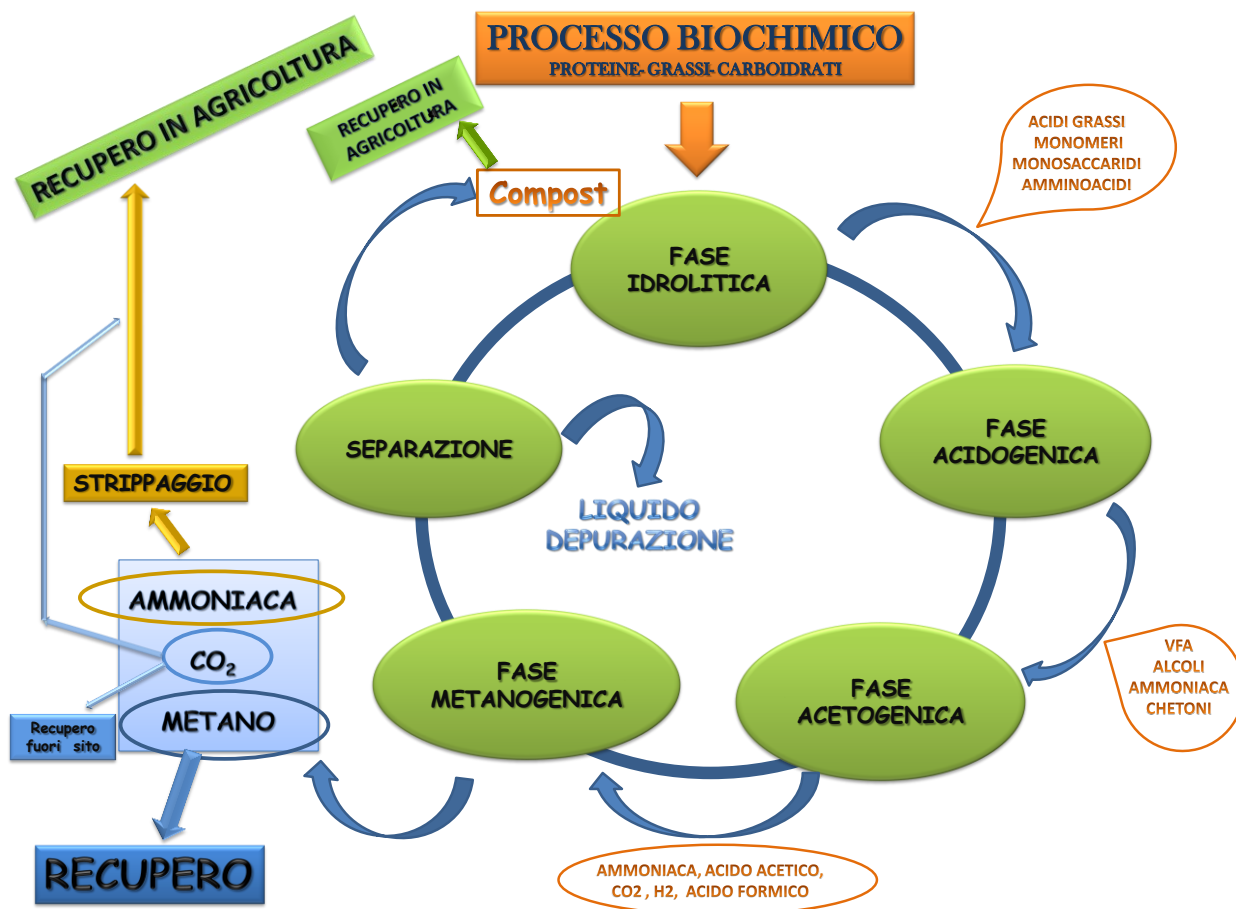 PROCESSO BIOCHIMICO
PROTEINE- GRASSI- CARBOIDRATI
RECUPERO IN AGRICOLTURA
RECUPERO IN
AGRICOLTURA
Compost
ACIDI GRASSI
MONOMERI
MONOSACCARIDI
AMMINOACIDI
FASE
IDROLITICA
SEPARAZIONE
FASE
ACIDOGENICA
STRIPPAGGIO
LIQUIDO
DEPURAZIONE
AMMONIACA
CO₂
METANO
Recupero
fuori sito
RECUPERO
FASE
METANOGENICA
FASE
ACETOGENICA
VFA
ALCOLI
AMMONIACA
CHETONI
AMMONIACA, ACIDO ACETICO,
CO2 , H2, ACIDO FORMICO